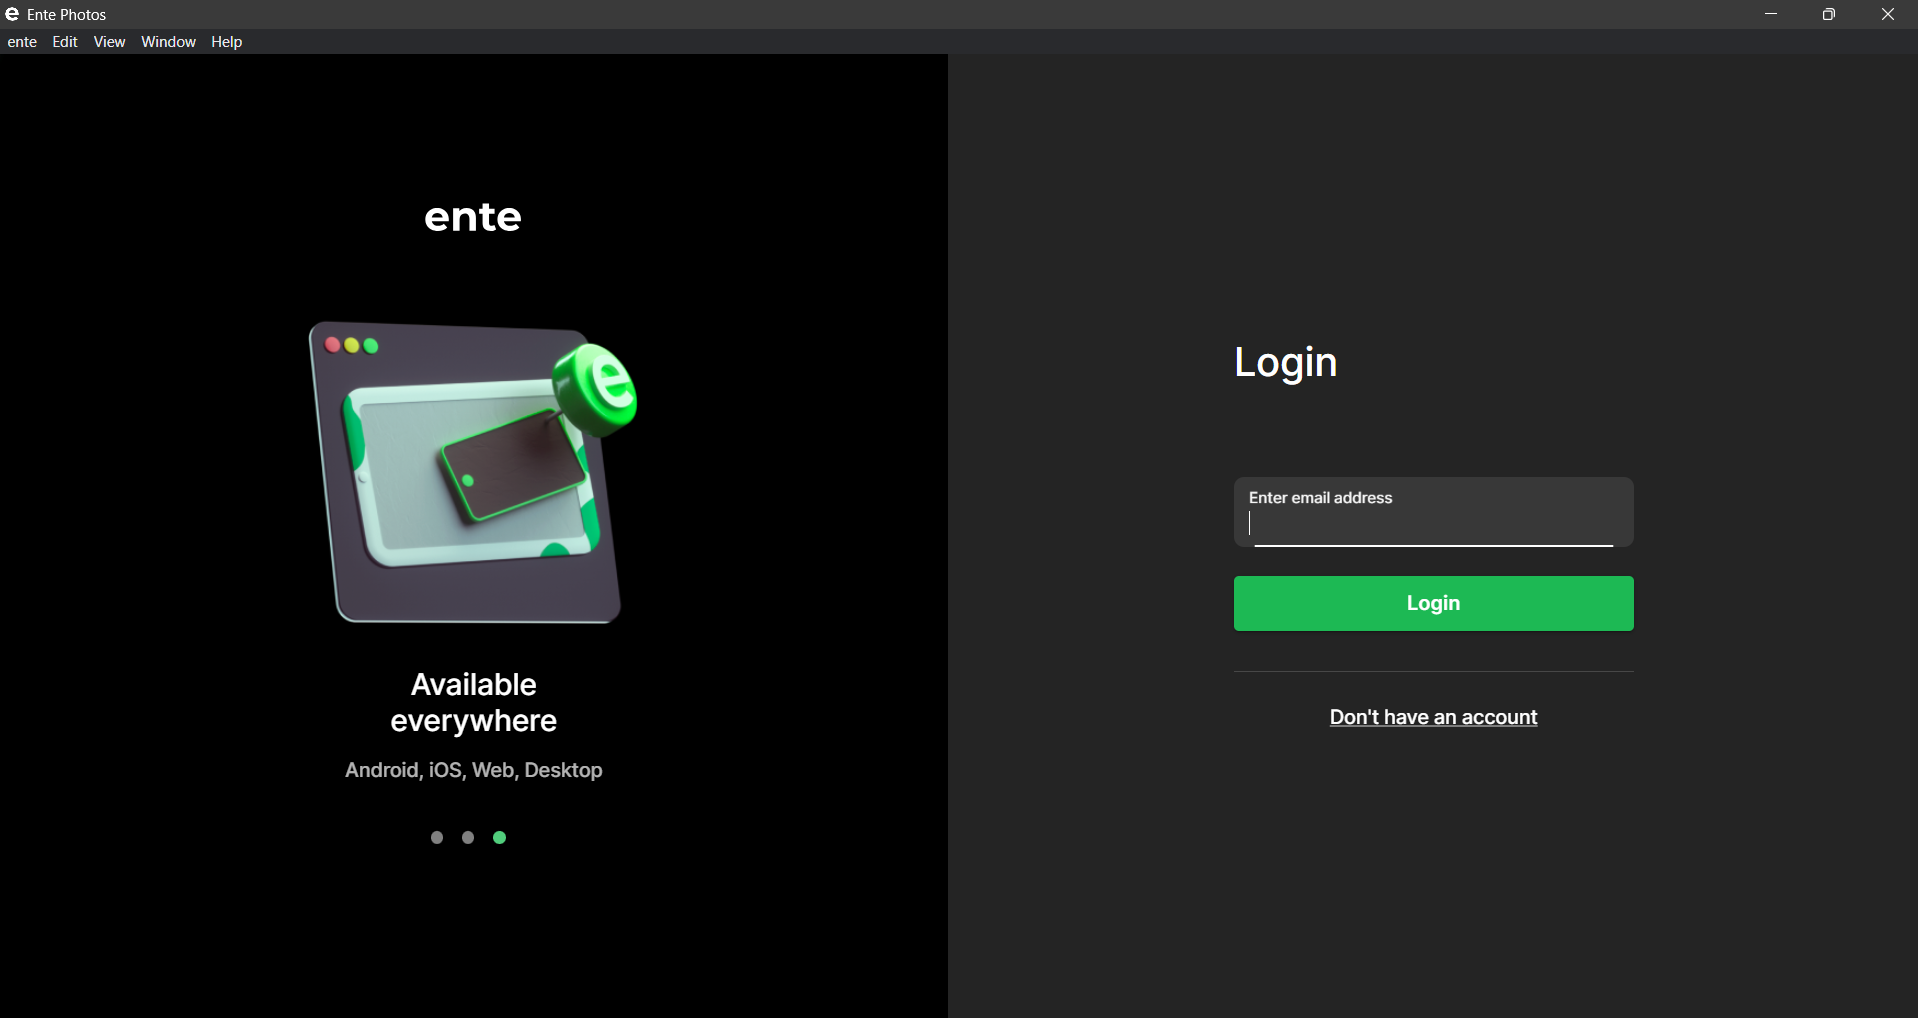 Ente Photos
ente Edit View Window Help
ente
Available
everywhere
Android, iOS, Web, Desktop
Login
Enter email address
Login
Don't have an account